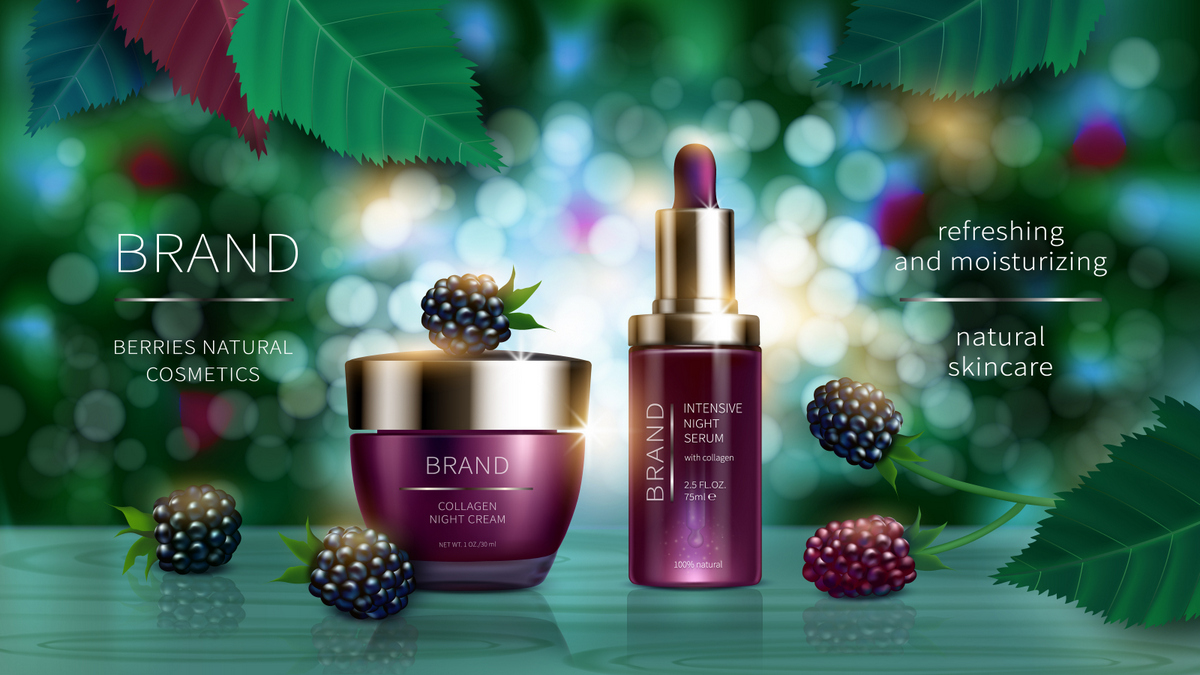 BRAND
BERRIES NATURAL
COSMETICS
BRAND
COLLAGEN
NIGHT CREAM
NET WT. 1 OZ./30 ml
BRAND
INTENSIVE
NIGHT
SERUM
with collagen
2.5 FL.OZ.
75ml ℮
100% natural
refreshing
and moisturizing
natural
skincare